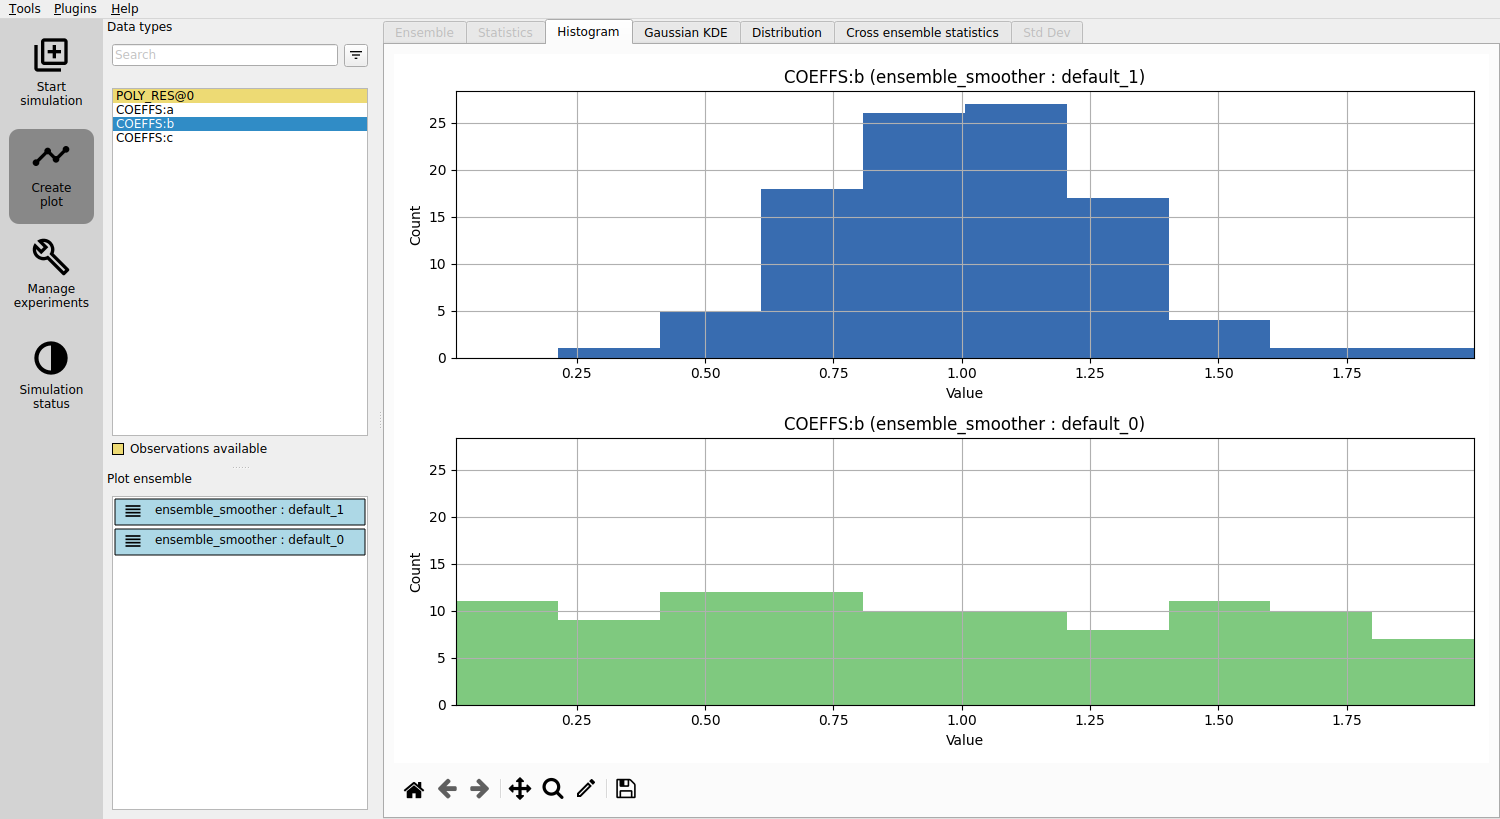 Tools Plugins Help
Start
simulation
Create
plot
Manage
experiments
Simulation
status
Data types
Search
POLY_RES@0
COEFFS:a
COEFFS:b
COEFFS:c
Observations available
Plot ensemble
ensemble_smoother : default_1
ensemble_smoother : default_0
Ensemble Statistics Histogram Gaussian KDE Distribution Cross ensemble statistics Std Dev
COEFFS:b (ensemble_smoother : default_1)
Count
25
20
15
10
5
0
0.25 0.50 0.75 1.00 1.25 1.50 1.75
Value
COEFFS:b (ensemble_smoother : default_0)
Count
25
20
15
10
5
0
0.25 0.50 0.75 1.00 1.25 1.50 1.75
Value